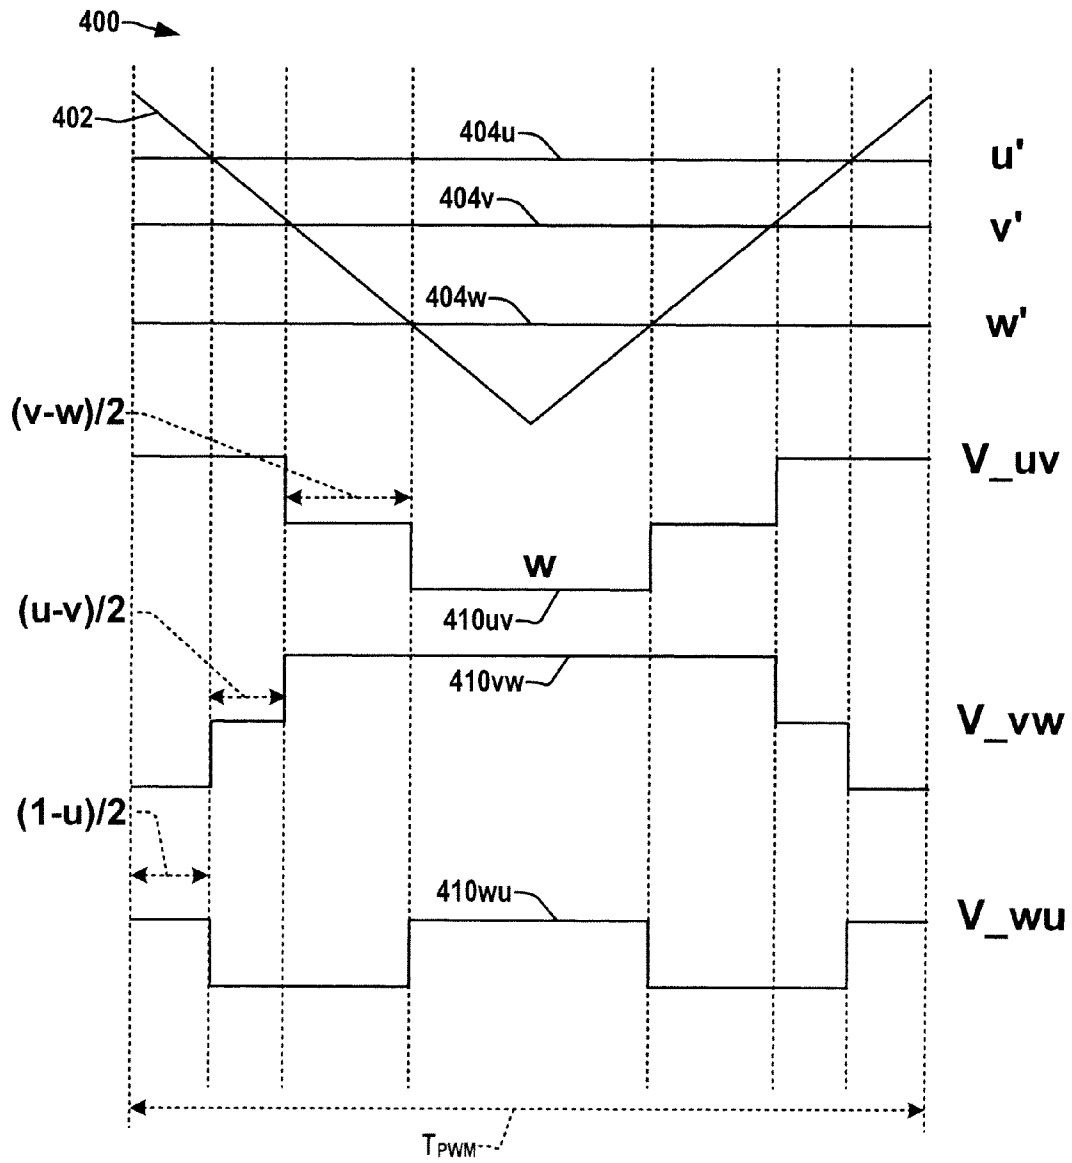 400
402
404u
u'
404v
v'
404w
w'
(v-w)/2
V_uv
w
410uv
(u-v)/2
410vw
V_vw
(1-u)/2
410wu
V_wu
TPWM